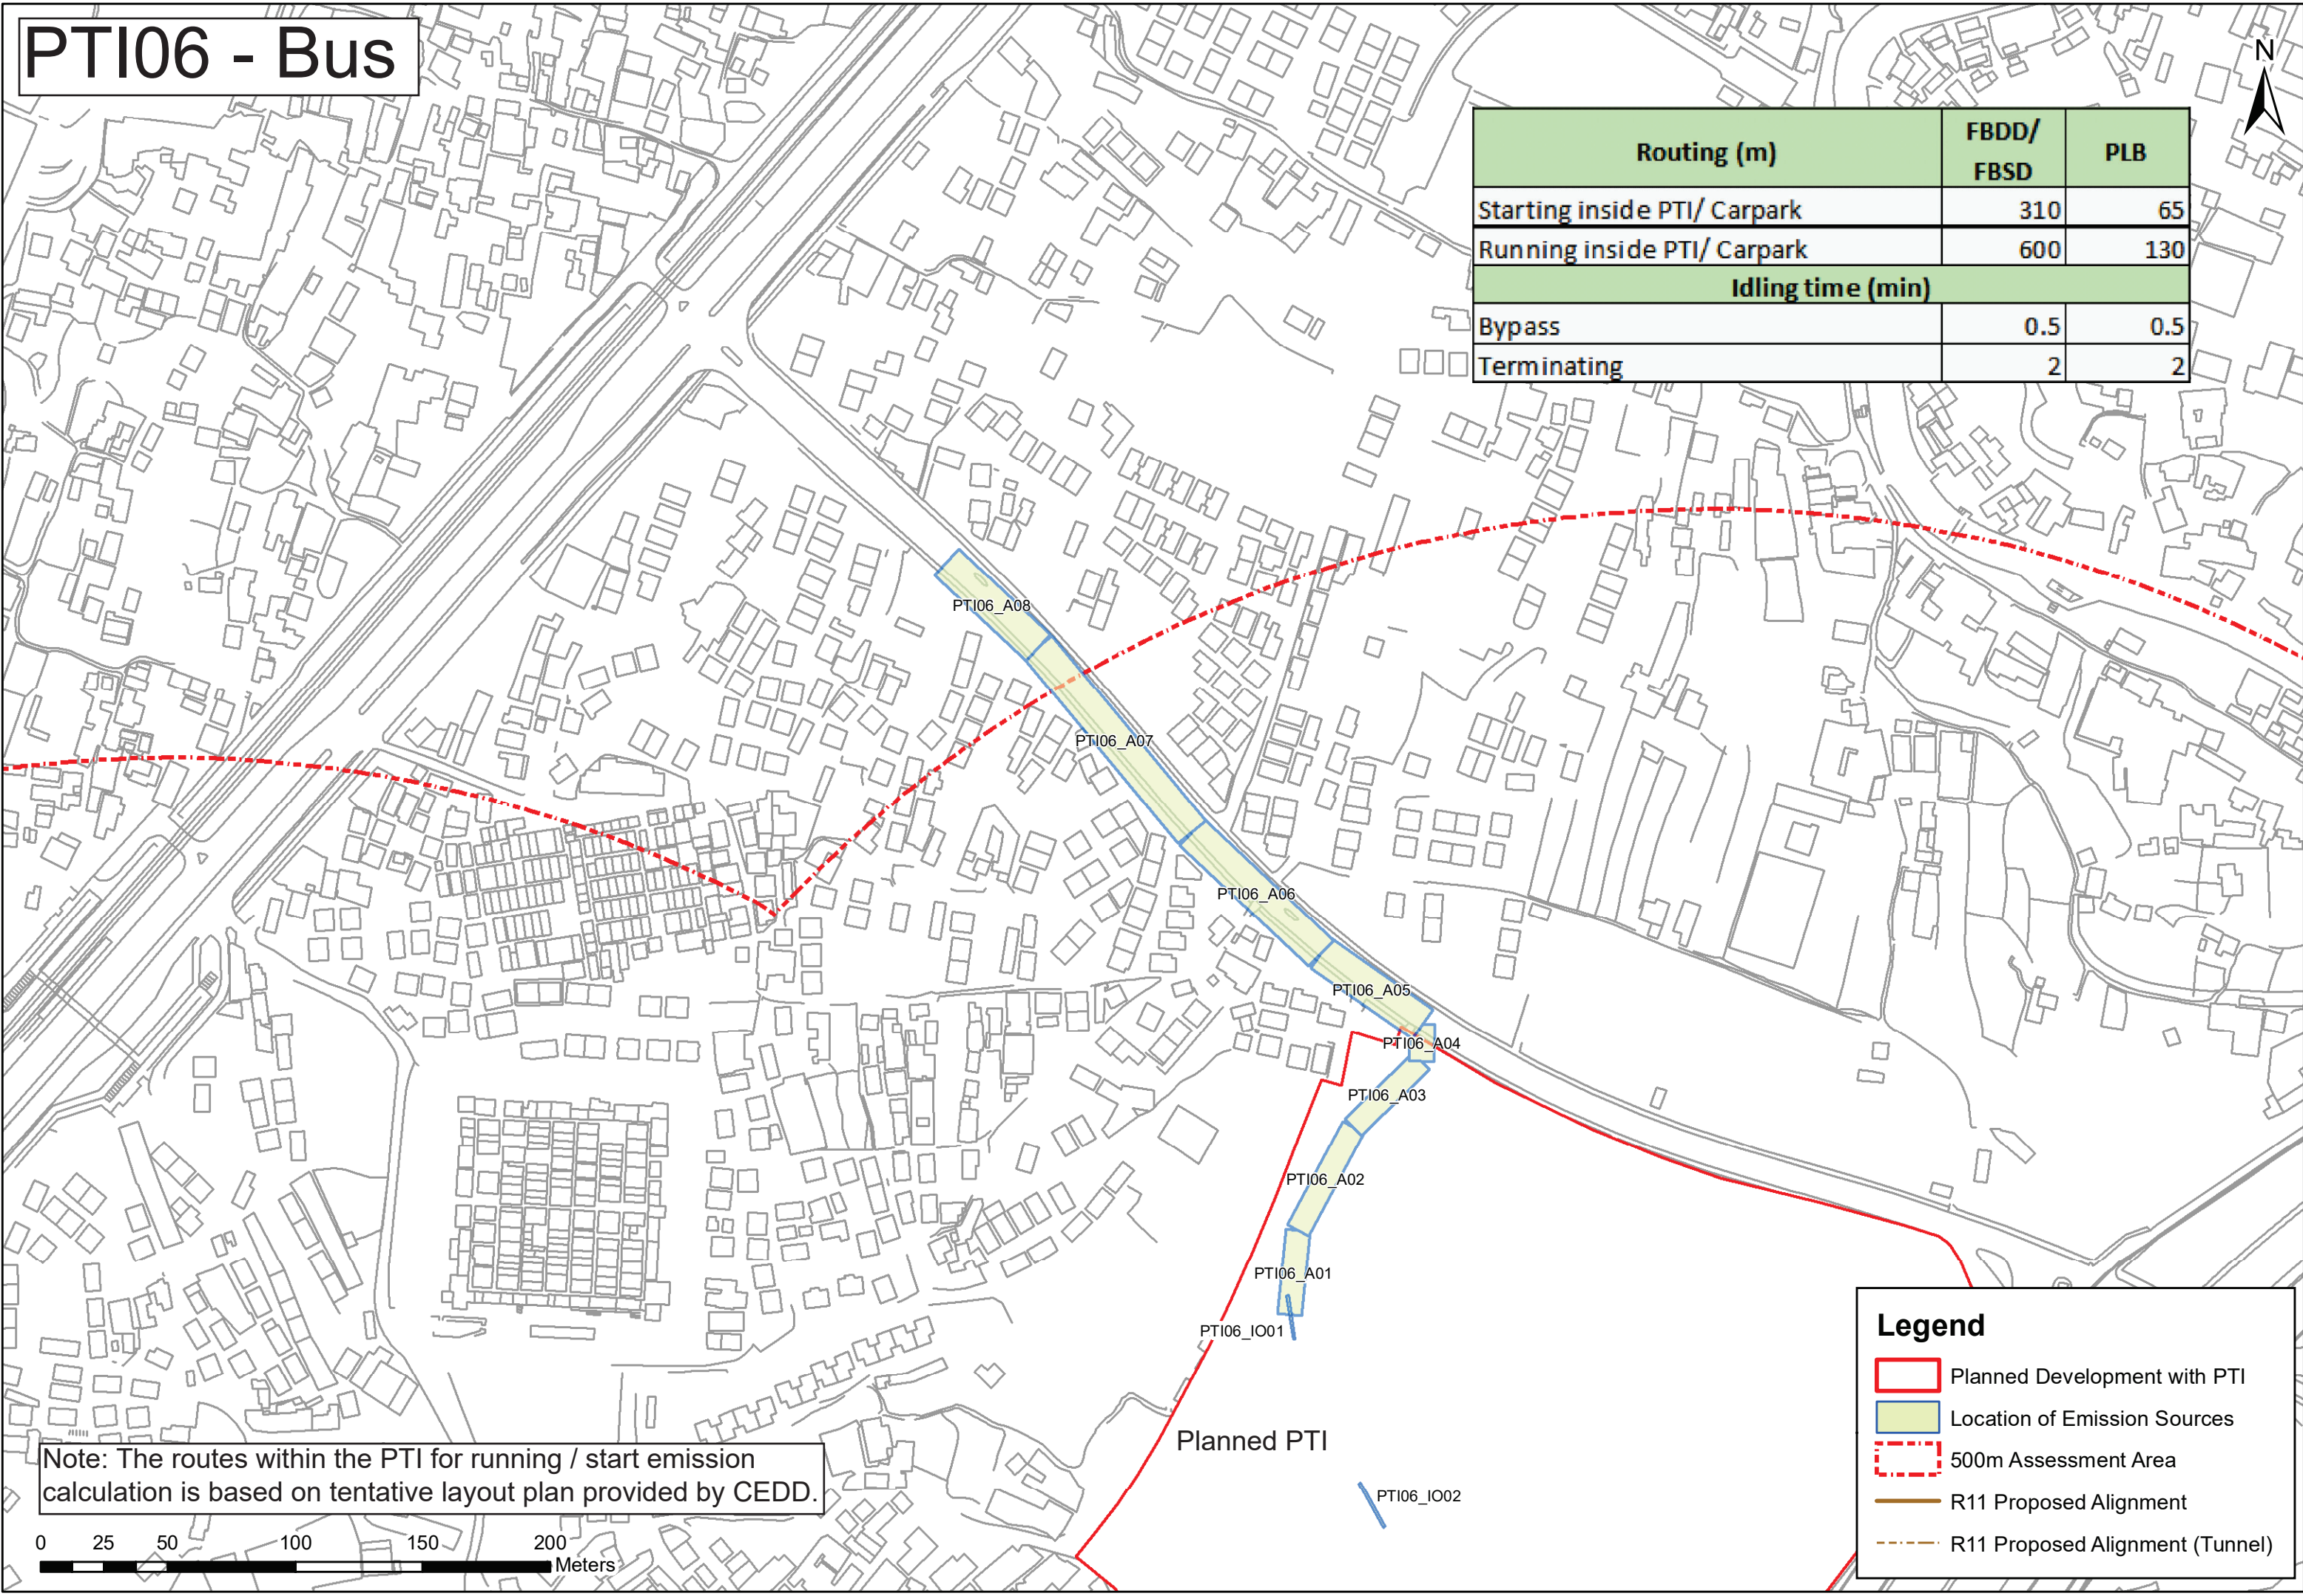 PTI06 - Bus
N
Routing (m) FBDD/ FBSD PLB
Starting inside PTI/ Carpark 310 65
Running inside PTI/ Carpark 600 130
Idling time (min)
Bypass 0.5 0.5
Terminating 2 2
PTI06_A08
PTI06_A07
PTI06_A06
PTI06_A05
PTI06_A04
PTI06_A03
PTI06_A02
PTI06_A01
PTI06_IO01
Planned PTI
PTI06_IO02
Legend
Planned Development with PTI
Location of Emission Sources
500m Assessment Area
R11 Proposed Alignment
R11 Proposed Alignment (Tunnel)
Note: The routes within the PTI for running / start emission
calculation is based on tentative layout plan provided by CEDD.
0 25 50 100 150 200
Meters